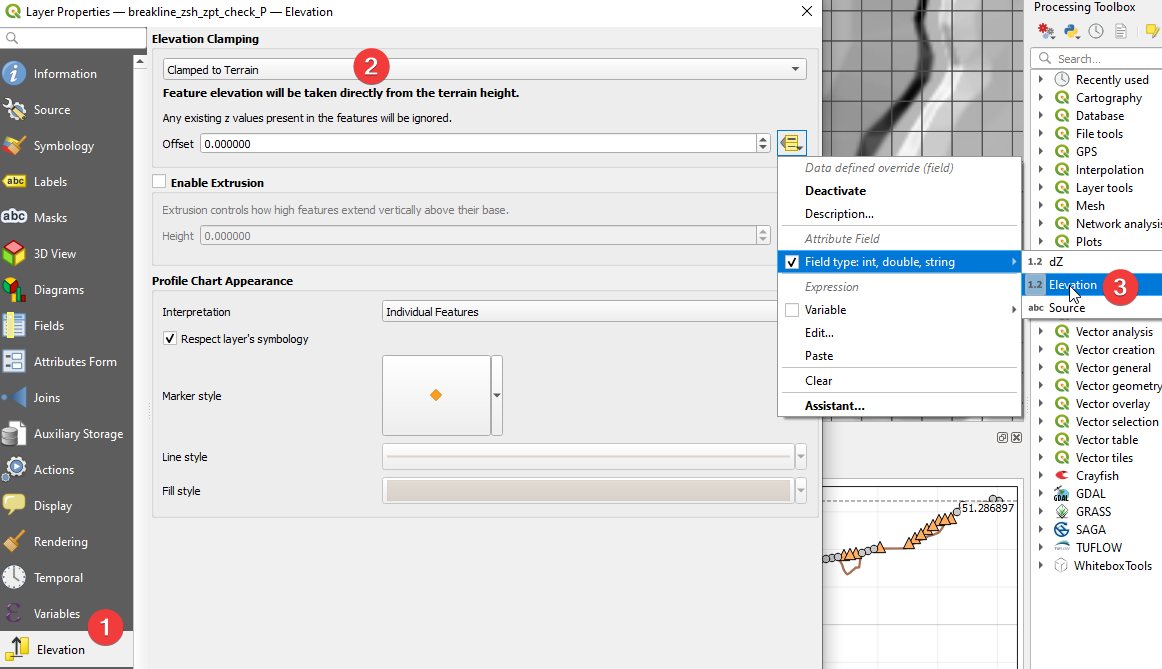 Layer Properties — breakline_zsh_zpt_check_P — Elevation
Information
Source
Symbology
abc Labels
abc Masks
3D View
Diagrams
Fields
Attributes Form
Joins
Auxiliary Storage
Actions
Display
Rendering
Temporal
Variables
1
Elevation
Elevation Clamping
Clamped to Terrain
2
Feature elevation will be taken directly from the terrain height.
Any existing z values present in the features will be ignored.
Offset 0.000000
Enable Extrusion
Extrusion controls how high features extend vertically above their base.
Height 0.000000
Profile Chart Appearance
Interpretation Individual Features
Respect layer's symbology
Marker style
Line style
Fill style
Data defined override (field)
Deactivate
Description...
Attribute Field
Field type: int, double, string
Expression
Variable
Edit...
Paste
Clear
Assistant...
1.2 dZ
1.2 Elevation
3
abc Source
51.286897
Processing Toolbox
Search...
Recently used
Cartography
Database
File tools
GPS
Interpolation
Layer tools
Mesh
Network analysis
Plots
Vector analysis
Vector creation
Vector general
Vector geometry
Vector overlay
Vector selection
Vector table
Vector tiles
Crayfish
GDAL GDAL
GRASS
SAGA
TUFLOW
WhiteboxTools